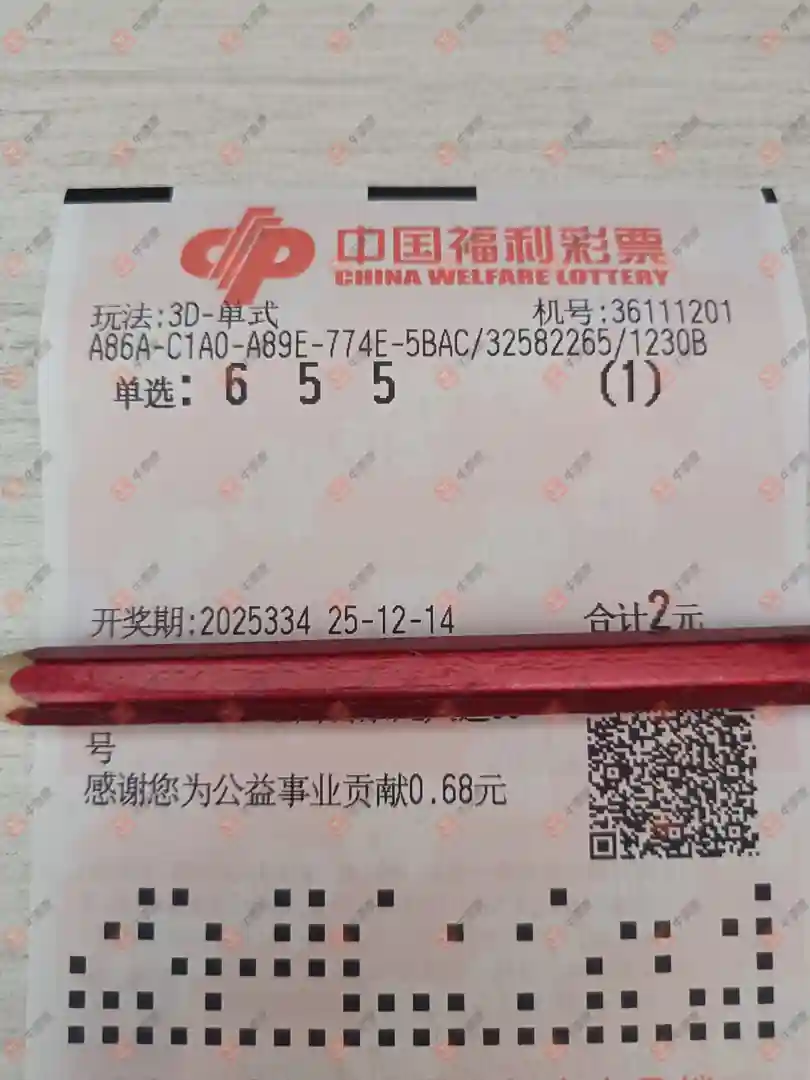 中国福利彩票
CHINA WELFARE LOTTERY
玩法:3D-单式 机号:36111201
A86A-C1A0-A89E-774E-5BAC/32582265/1230B
单选: 6 5 5 (1)
开奖期:2025334 25-12-14 合计2元
号
感谢您为公益事业贡献0.68元